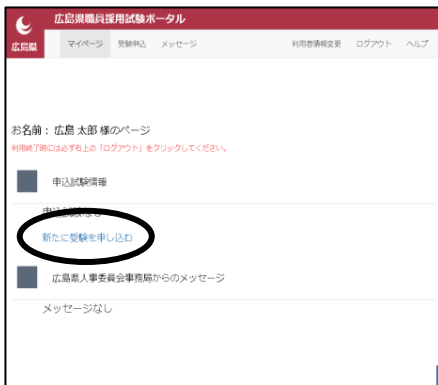 広島県職員採用試験ポータル
広島県
マイページ 受験申込 メッセージ 利用者情報変更 ログアウト ヘルプ
お名前：広島 太郎 様のページ
利用終了時には必ず右上の「ログアウト」をクリックしてください。
申込試験情報
申込試験なし
新たに受験を申し込む
広島県人事委員会事務局からのメッセージ
メッセージなし